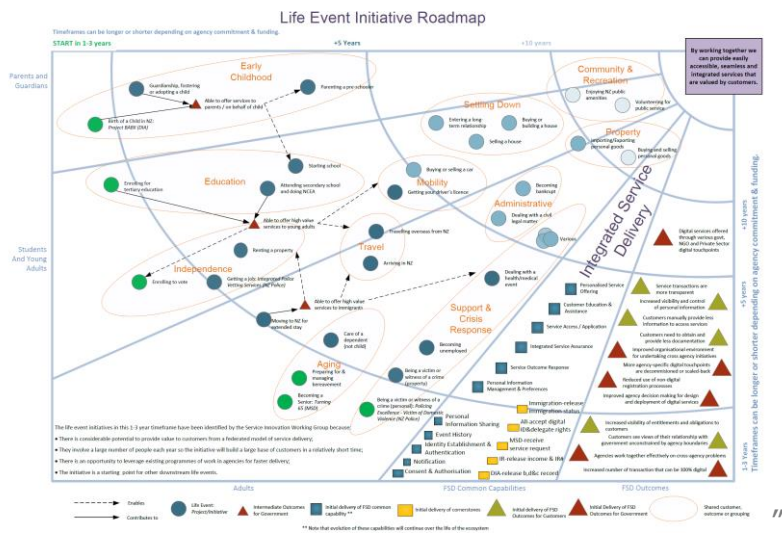 Life Event Initiative Roadmap
Timeframes can be longer or shorter depending on agency commitment & funding.
START in 1-3 years
+5 Years
+10 years
By working together we
can provide easily
accessible, seamless and
integrated services that
are valued by customers.
Parents and
Guardians
Early
Childhood
Guardianship, fostering
or adopting a child
Able to offer services to
parents / on behalf of child
Parenting a pre schooler
Birth of a Child in NZ:
Project BABII (DIA)
Community &
Recreation
Enjoying NZ public
amenities
Volunteering for
public service
Settling Down
Entering a long-
term relationship
Buying or
building a house
Sells a house
Property
Importing/Exporting
personal goods
Buying and selling
personal goods
Starting school
Education
Enrolling for
tertiary education
Attending secondary school
and doing NCEA
Buying or selling a car
Mobility
Getting your driver's licence
Becoming
bankrupt
Administrative
Dealing with a civil
legal matter
Various
Integrated Service
Delivery
Able to offer high value
services to young adults
Students
And Young
Adults
Renting a property
Travel
Travelling overseas from NZ
Arriving in NZ
Independence
Enrolling to vote
Getting a job: Integrated Police
Vetting Services (NZ Police)
Able to offer high value
services to immigrants
Moving to NZ for
extended stay
Dealing with a
health/medical event
Support &
Crisis
Response
Care of a
dependent
(not child)
Becoming
unemployed
Aging
Preparing for &
managing
bereavement
Becoming a
Senior: Turning
65 (MSD)
Being a victim or
witness of a crime
(property)
Being a victim or witness of a
crime (personal): Policing
Excellence - Victim of Domestic
Violence (NZ Police)
Personalised Service
Offering
Customer Education &
Assistance
Service Access / Application
Integrated Service Assurance
Service Outcome Response
Personal Information
Management & Preferences
Personal
Information Sharing
Event History
Identity Establishment &
Authentication
Notification
Consent & Authorisation
Immigration-release
immigration status
All-accept digital
ID&delegate rights
MSD-receive
service request
IR-release income & IR#
DIA-release b,d&c record
Digital services offered
through various govt,
NGO and Private Sector
digital touchpoints
Service transactions are
more transparent
Increased visibility and control
of personal information
Customers manually provide less
information to access services
Customers need to obtain and
provide less documentation
Improved organisational environment
for undertaking cross agency initiatives
More agency-specific digital touchpoints
are decommissioned or scaled-back
Reduced use of non digital
registration processes
Improved agency decision making for design
and deployment of digital services
Increased visibility of entitlements and obligations to
customers
Customers see views of their relationship with
government unconstrained by agency boundaries
Agencies work together effectively on cross-agency problems
Increased number of transaction that can be 100% digital
+10 years
+5 years
1-3 Years
Timeframes can be longer or shorter depending on agency commitment & funding.
The life event initiatives in this 1-3 year timeframe have been identified by the Service Innovation Working Group because:
• There is considerable potential to provide value to customers from a federated model of service delivery;
• They involve a large number of people each year so the initiative will build a large base of customers in a relatively short time;
• There is an opportunity to leverage existing programmes of work in agencies for faster delivery;
• The initiative is a starting point for other downstream life events.
Adults
FSD Common Capabilities
FSD Outcomes
Enables
Contributes to
Life Event:
Project/Initiative
Intermediate Outcomes
for Government
Initial delivery of FSD common
capability **
Initial delivery of cornerstones
Initial delivery of FSD
Outcomes for Customers
Initial Delivery of FSD
Outcomes for Government
Shared customer,
outcome or grouping
** Note that evolution of these capabilities will continue over the life of the ecosystem
"